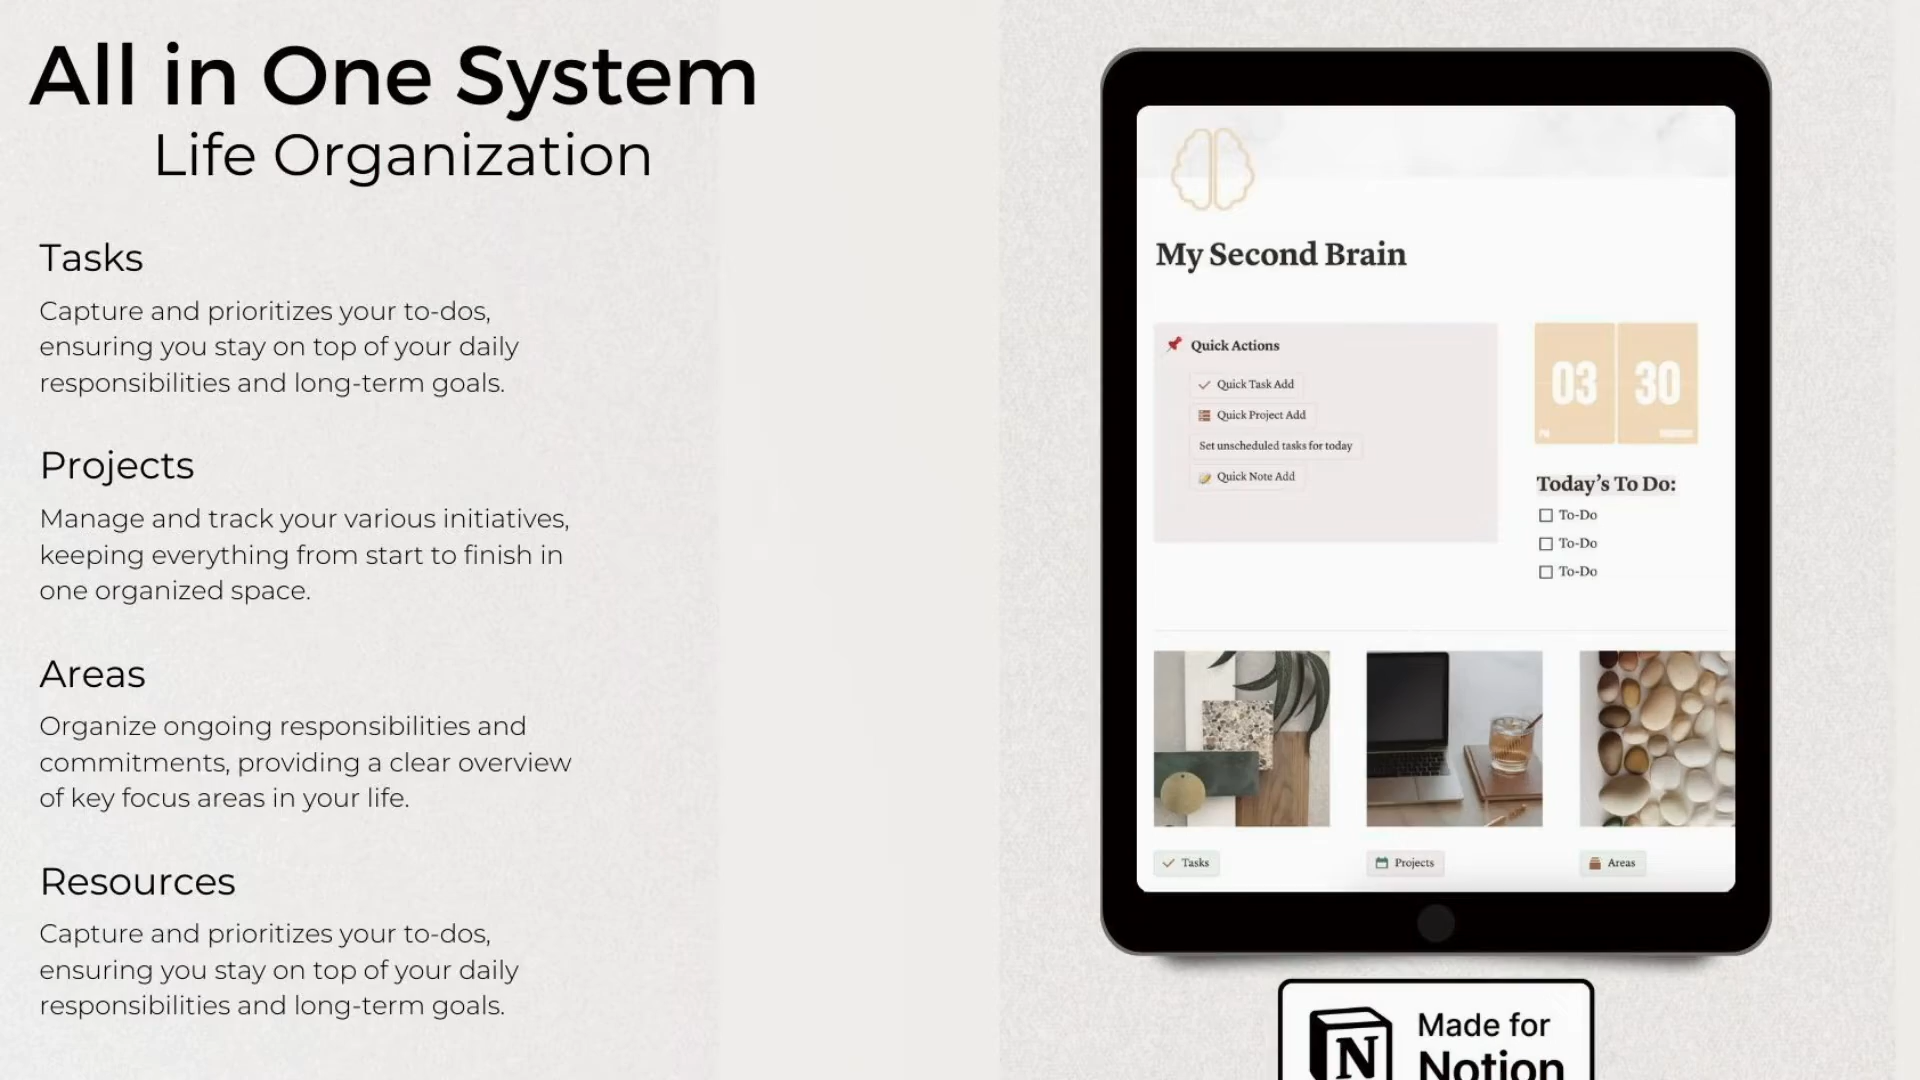 All in One System
Life Organization
Tasks
Capture and prioritizes your to-dos,
ensuring you stay on top of your daily
responsibilities and long-term goals.
Projects
Manage and track your various initiatives,
keeping everything from start to finish in
one organized space.
Areas
Organize ongoing responsibilities and
commitments, providing a clear overview
of key focus areas in your life.
Resources
Capture and prioritizes your to-dos,
ensuring you stay on top of your daily
responsibilities and long-term goals.
My Second Brain
Quick Actions
Quick Task Add
Quick Project Add
Set unscheduled tasks for today
Quick Note Add
03 30
PM
Today's To Do:
To-Do
To-Do
To-Do
Tasks
Projects
Areas
N
Made for
Notion